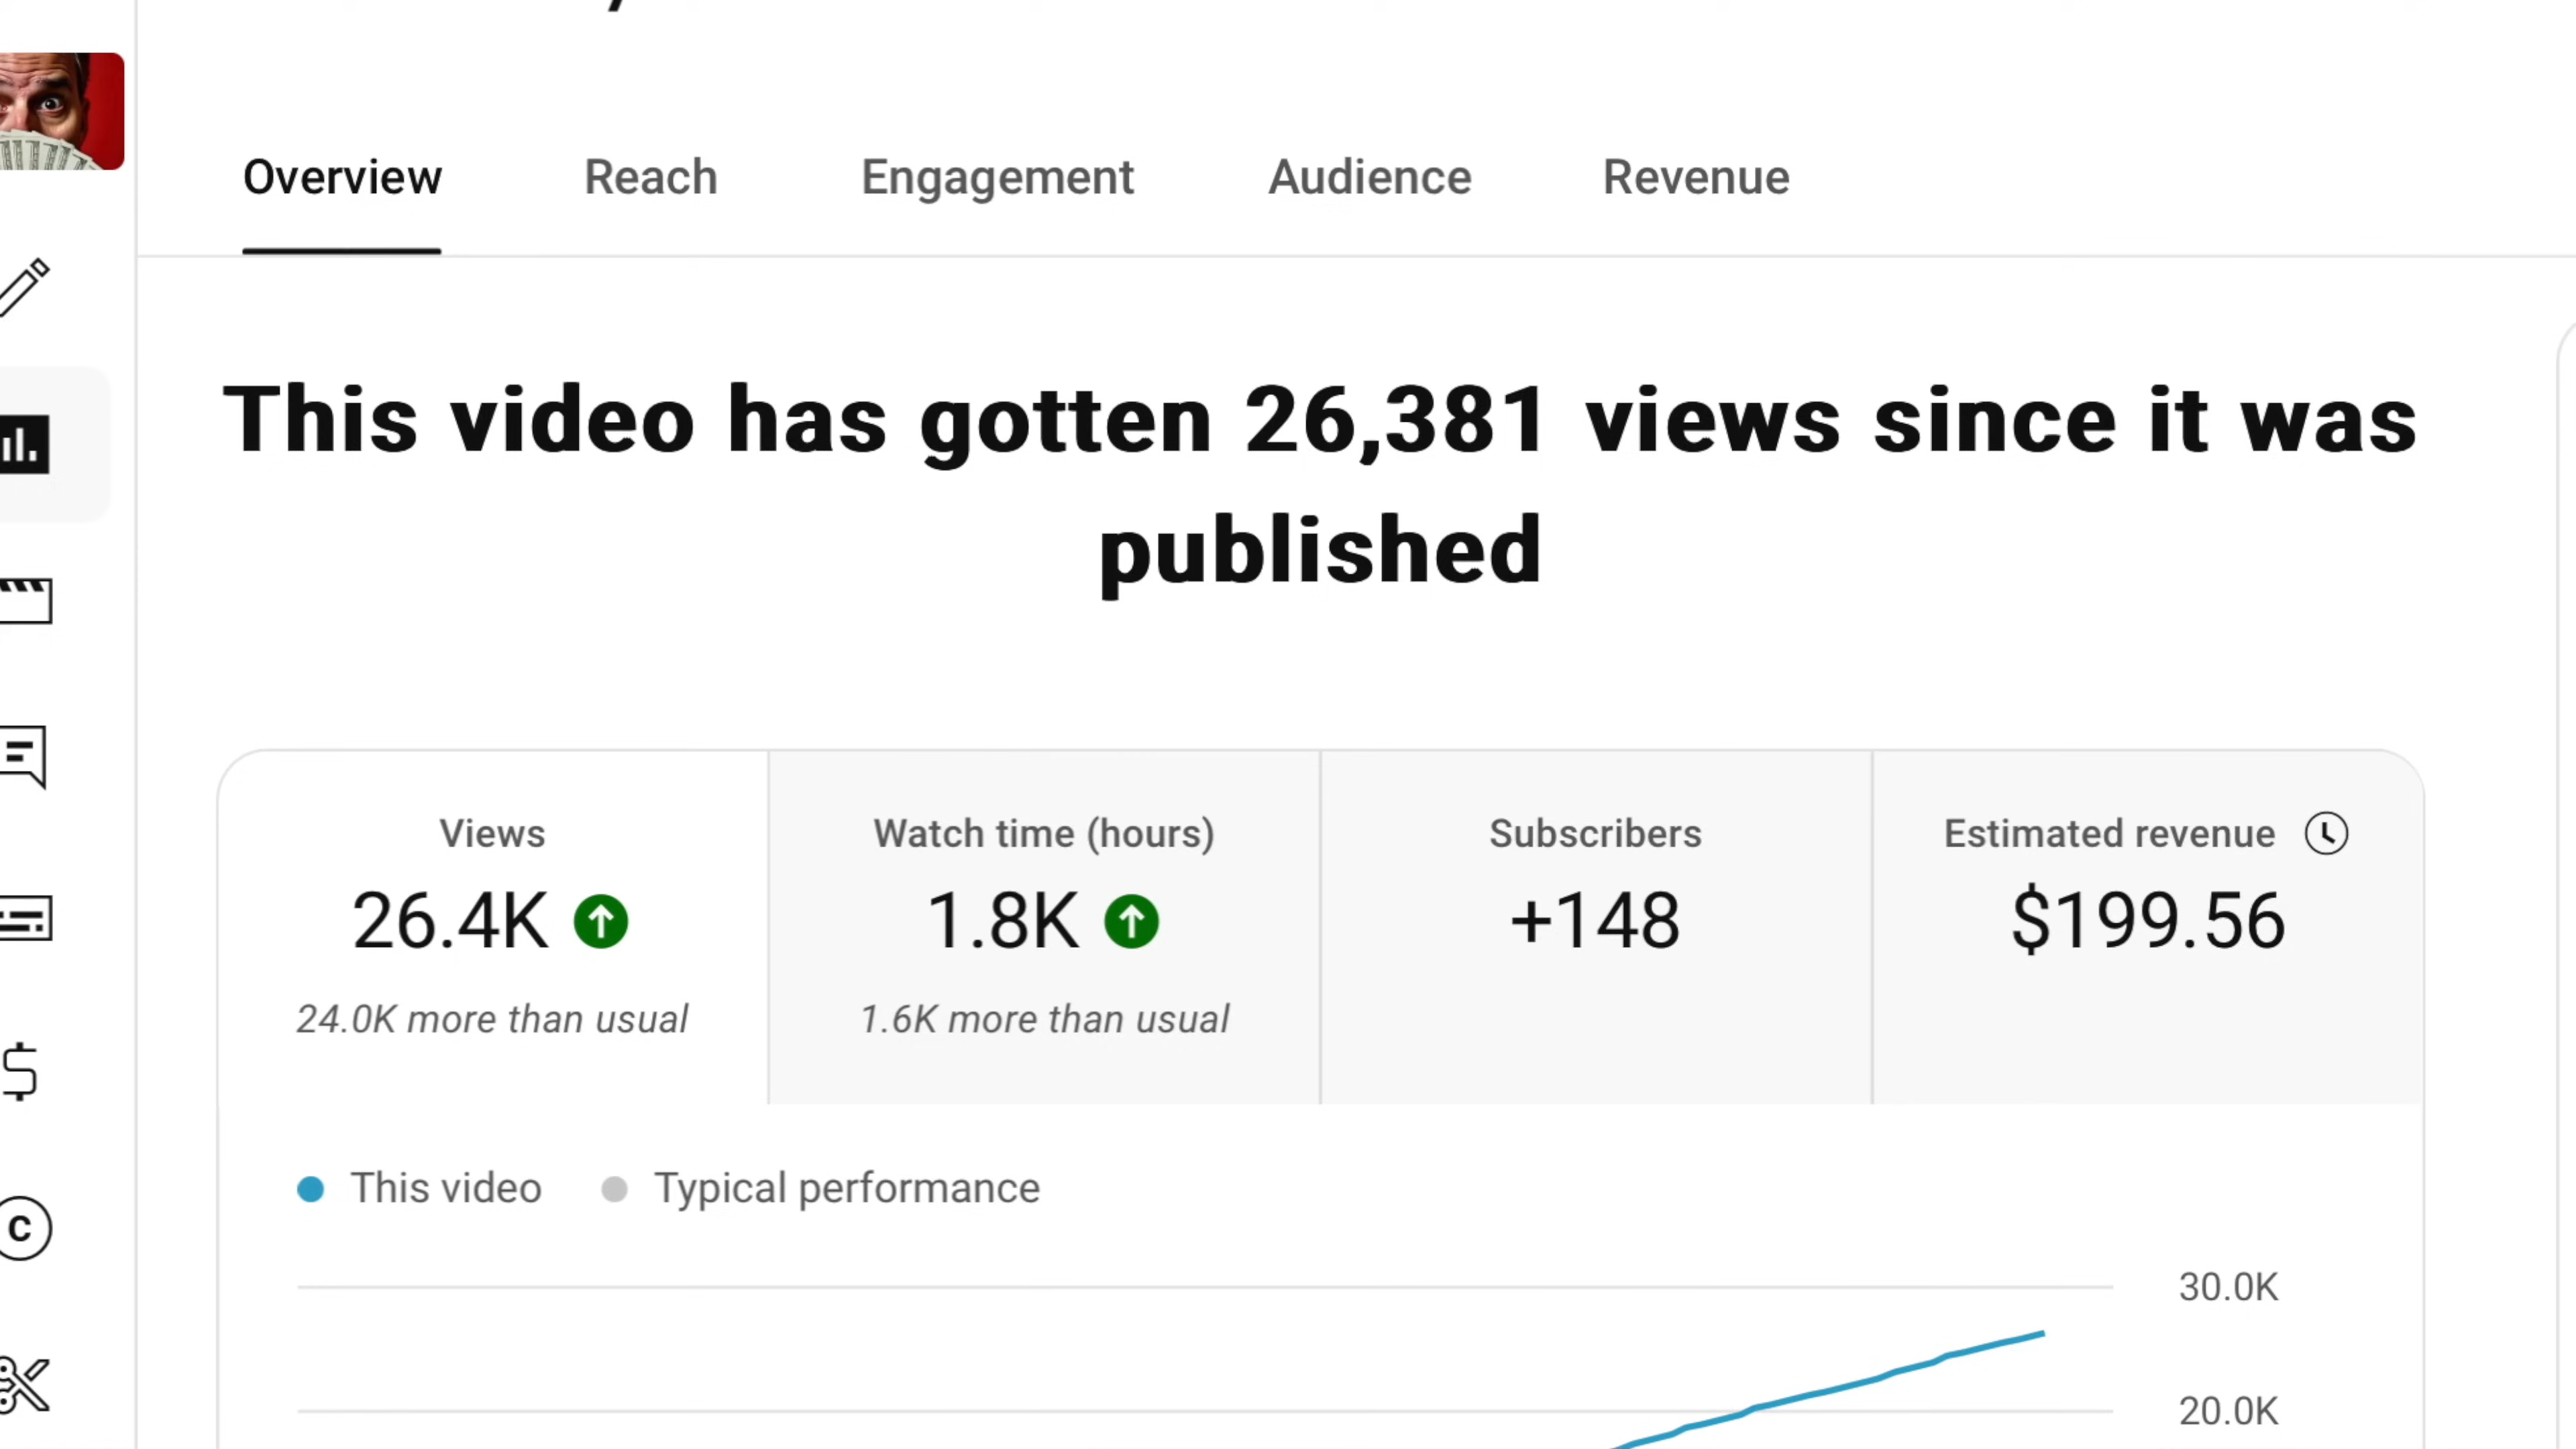 Overview Reach Engagement Audience Revenue
This video has gotten 26,381 views since it was
published
Views
26.4K
24.0K more than usual
Watch time (hours)
1.8K
1.6K more than usual
Subscribers
+148
Estimated revenue
$199.56
This video
Typical performance
30.0K
20.0K